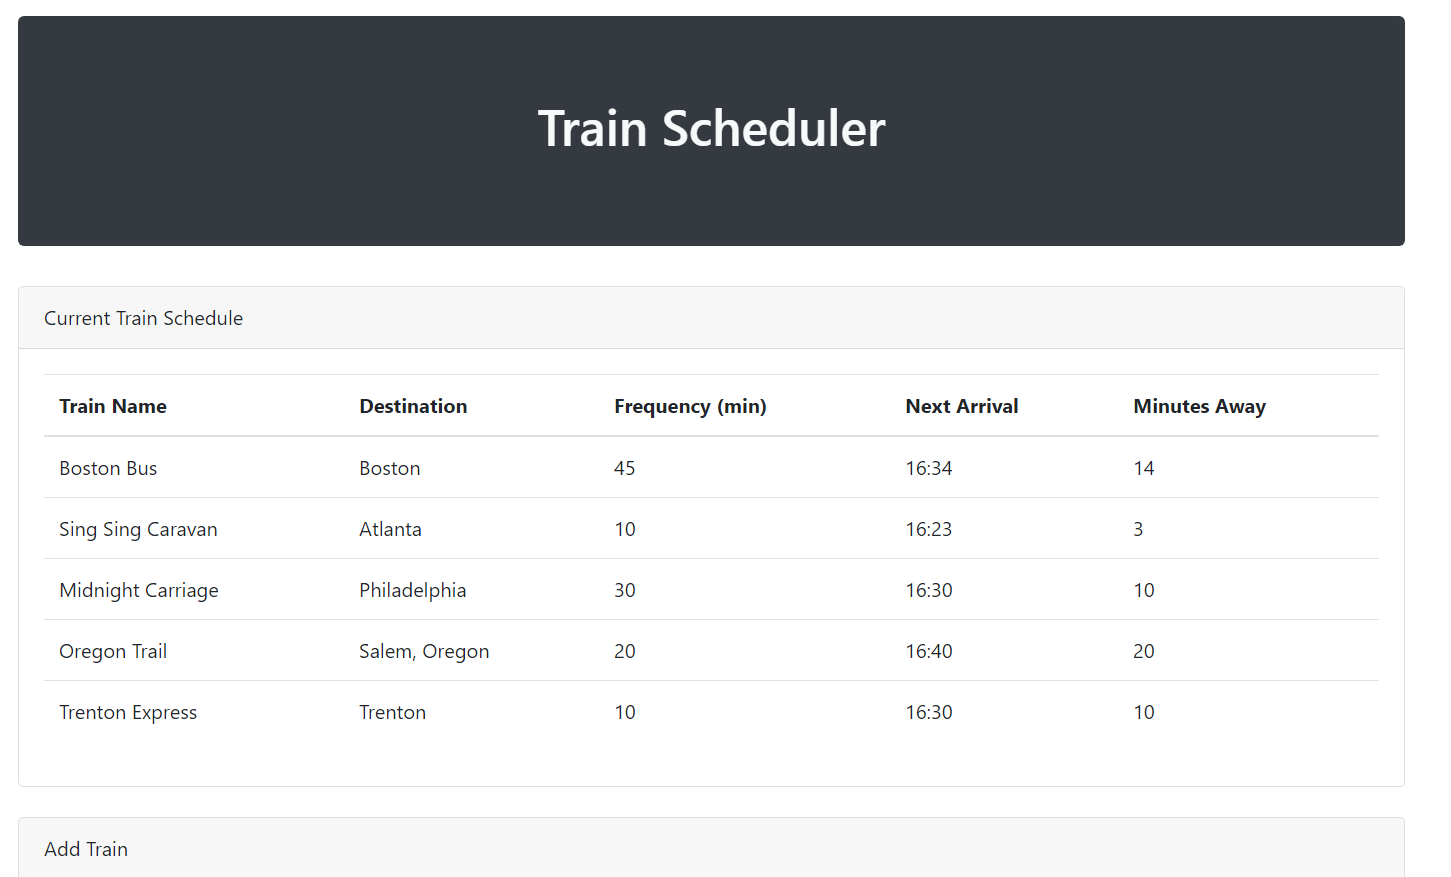 Train Scheduler
Current Train Schedule
Train Name Destination Frequency (min) Next Arrival Minutes Away
Boston Bus Boston 45 16:34 14
Sing Sing Caravan Atlanta 10 16:23 3
Midnight Carriage Philadelphia 30 16:30 10
Oregon Trail Salem, Oregon 20 16:40 20
Trenton Express Trenton 10 16:30 10
Add Train